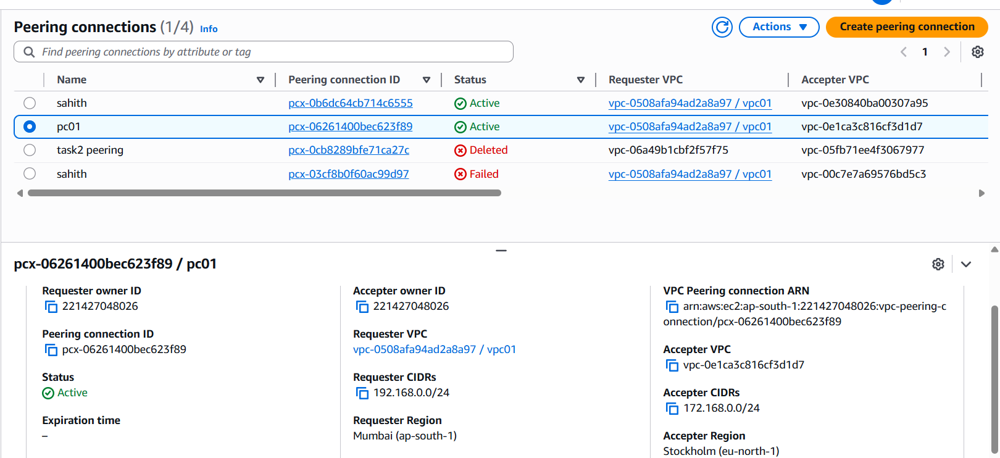 Peering connections (1/4) Info
Actions
Create peering connection
Find peering connections by attribute or tag
1
Name Peering connection ID Status Requester VPC Accepter VPC
sahith pcx-0b6dc64cb714c6555 Active vpc-0508afa94ad2a8a97 / vpc01 vpc-0e30840ba00307a95
pc01 pcx-06261400bec623f89 Active vpc-0508afa94ad2a8a97 / vpc01 vpc-0e1ca3c816cf3d1d7
task2 peering pcx-0cb8289bfe71ca27c Deleted vpc-06a49b1cbf2f57f75 vpc-05fb71ee4f3067977
sahith pcx-03cf8b0f60ac99d97 Failed vpc-0508afa94ad2a8a97 / vpc01 vpc-00c7e7a69576bd5c3
pcx-06261400bec623f89 / pc01
Requester owner ID
221427048026
Peering connection ID
pcx-06261400bec623f89
Status
Active
Expiration time
–
Accepter owner ID
221427048026
Requester VPC
vpc-0508afa94ad2a8a97 / vpc01
Requester CIDRs
192.168.0.0/24
Requester Region
Mumbai (ap-south-1)
VPC Peering connection ARN
arn:aws:ec2:ap-south-1:221427048026:vpc-peering-c
onnection/pcx-06261400bec623f89
Accepter VPC
vpc-0e1ca3c816cf3d1d7
Accepter CIDRs
172.168.0.0/24
Accepter Region
Stockholm (eu-north-1)